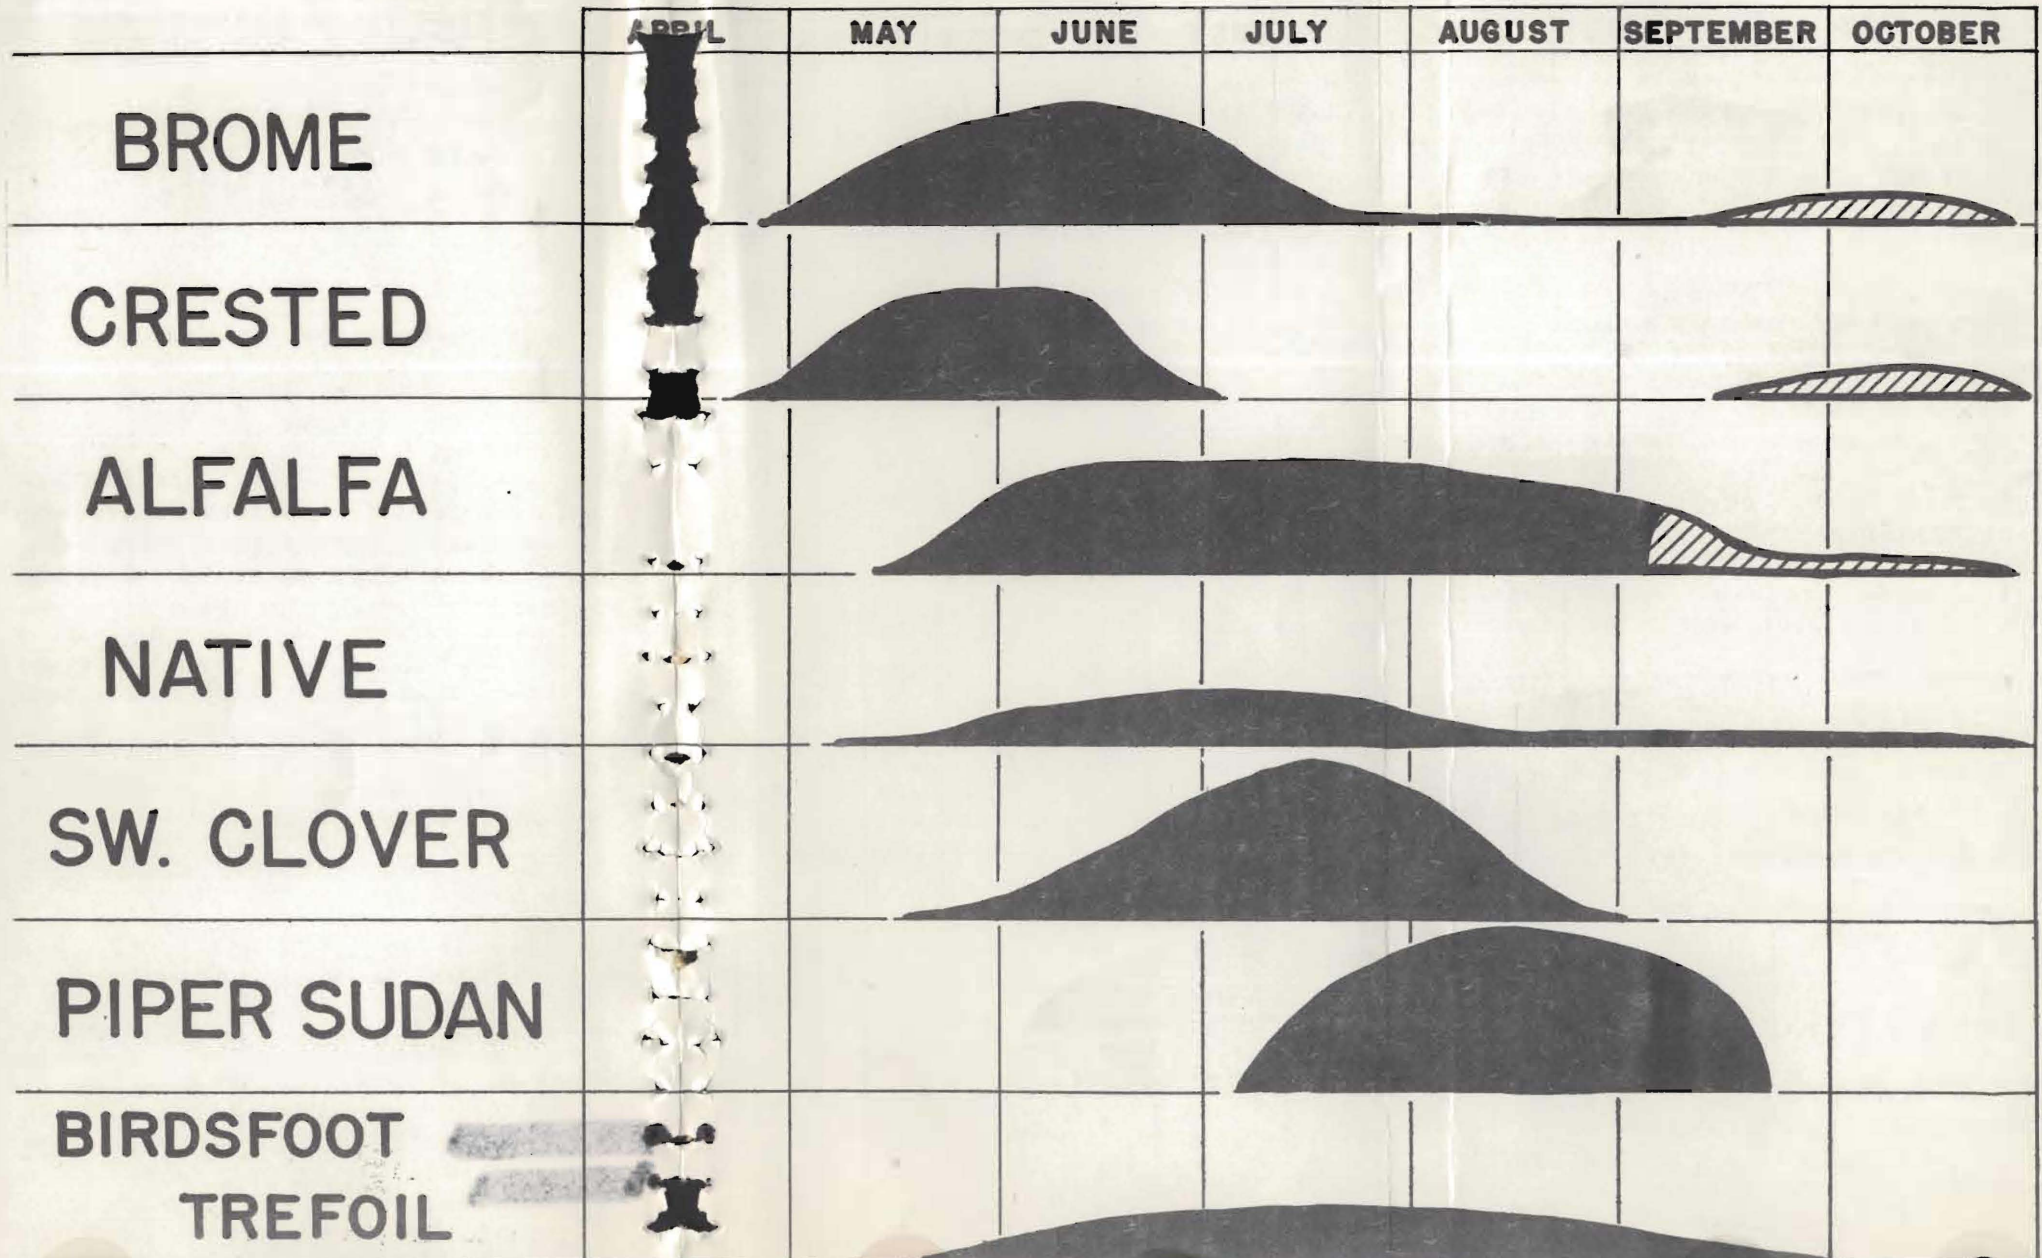 APRIL MAY JUNE JULY AUGUST SEPTEMBER OCTOBER
BROME
CRESTED
ALFALFA
NATIVE
SW. CLOVER
PIPER SUDAN
BIRDSFOOT
TREFOIL